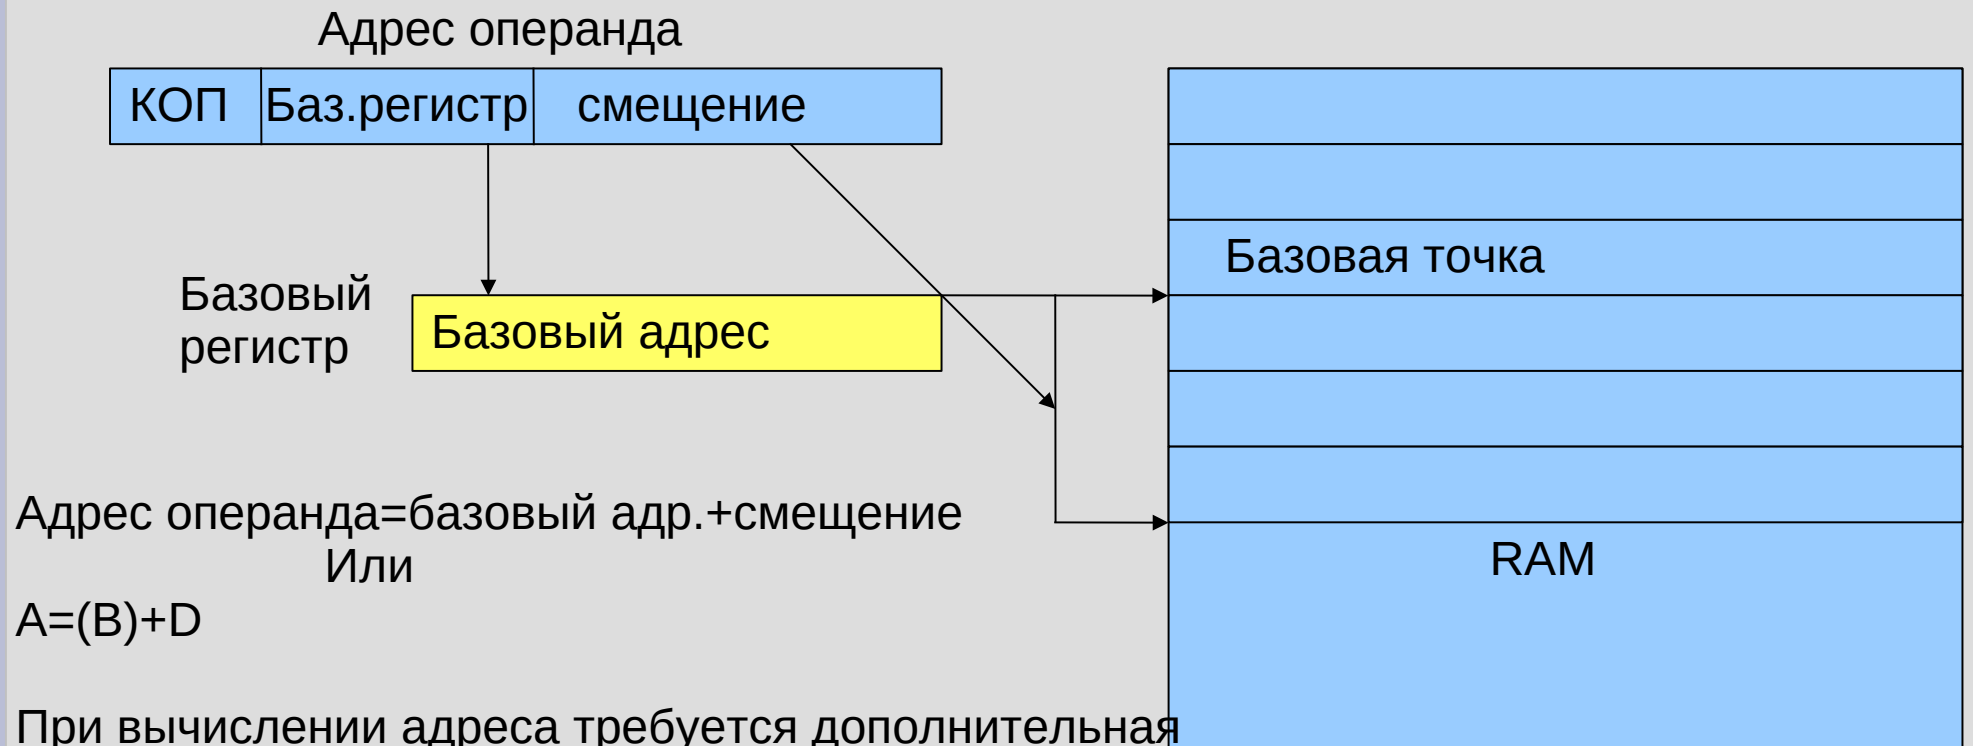 Адрес операнда
КОП Баз.регистр смещение
Базовая точка
Базовый
регистр
Базовый адрес
Адрес операнда=базовый адр.+смещение
Или
A=(B)+D
RAM
При вычислении адреса требуется дополнительная